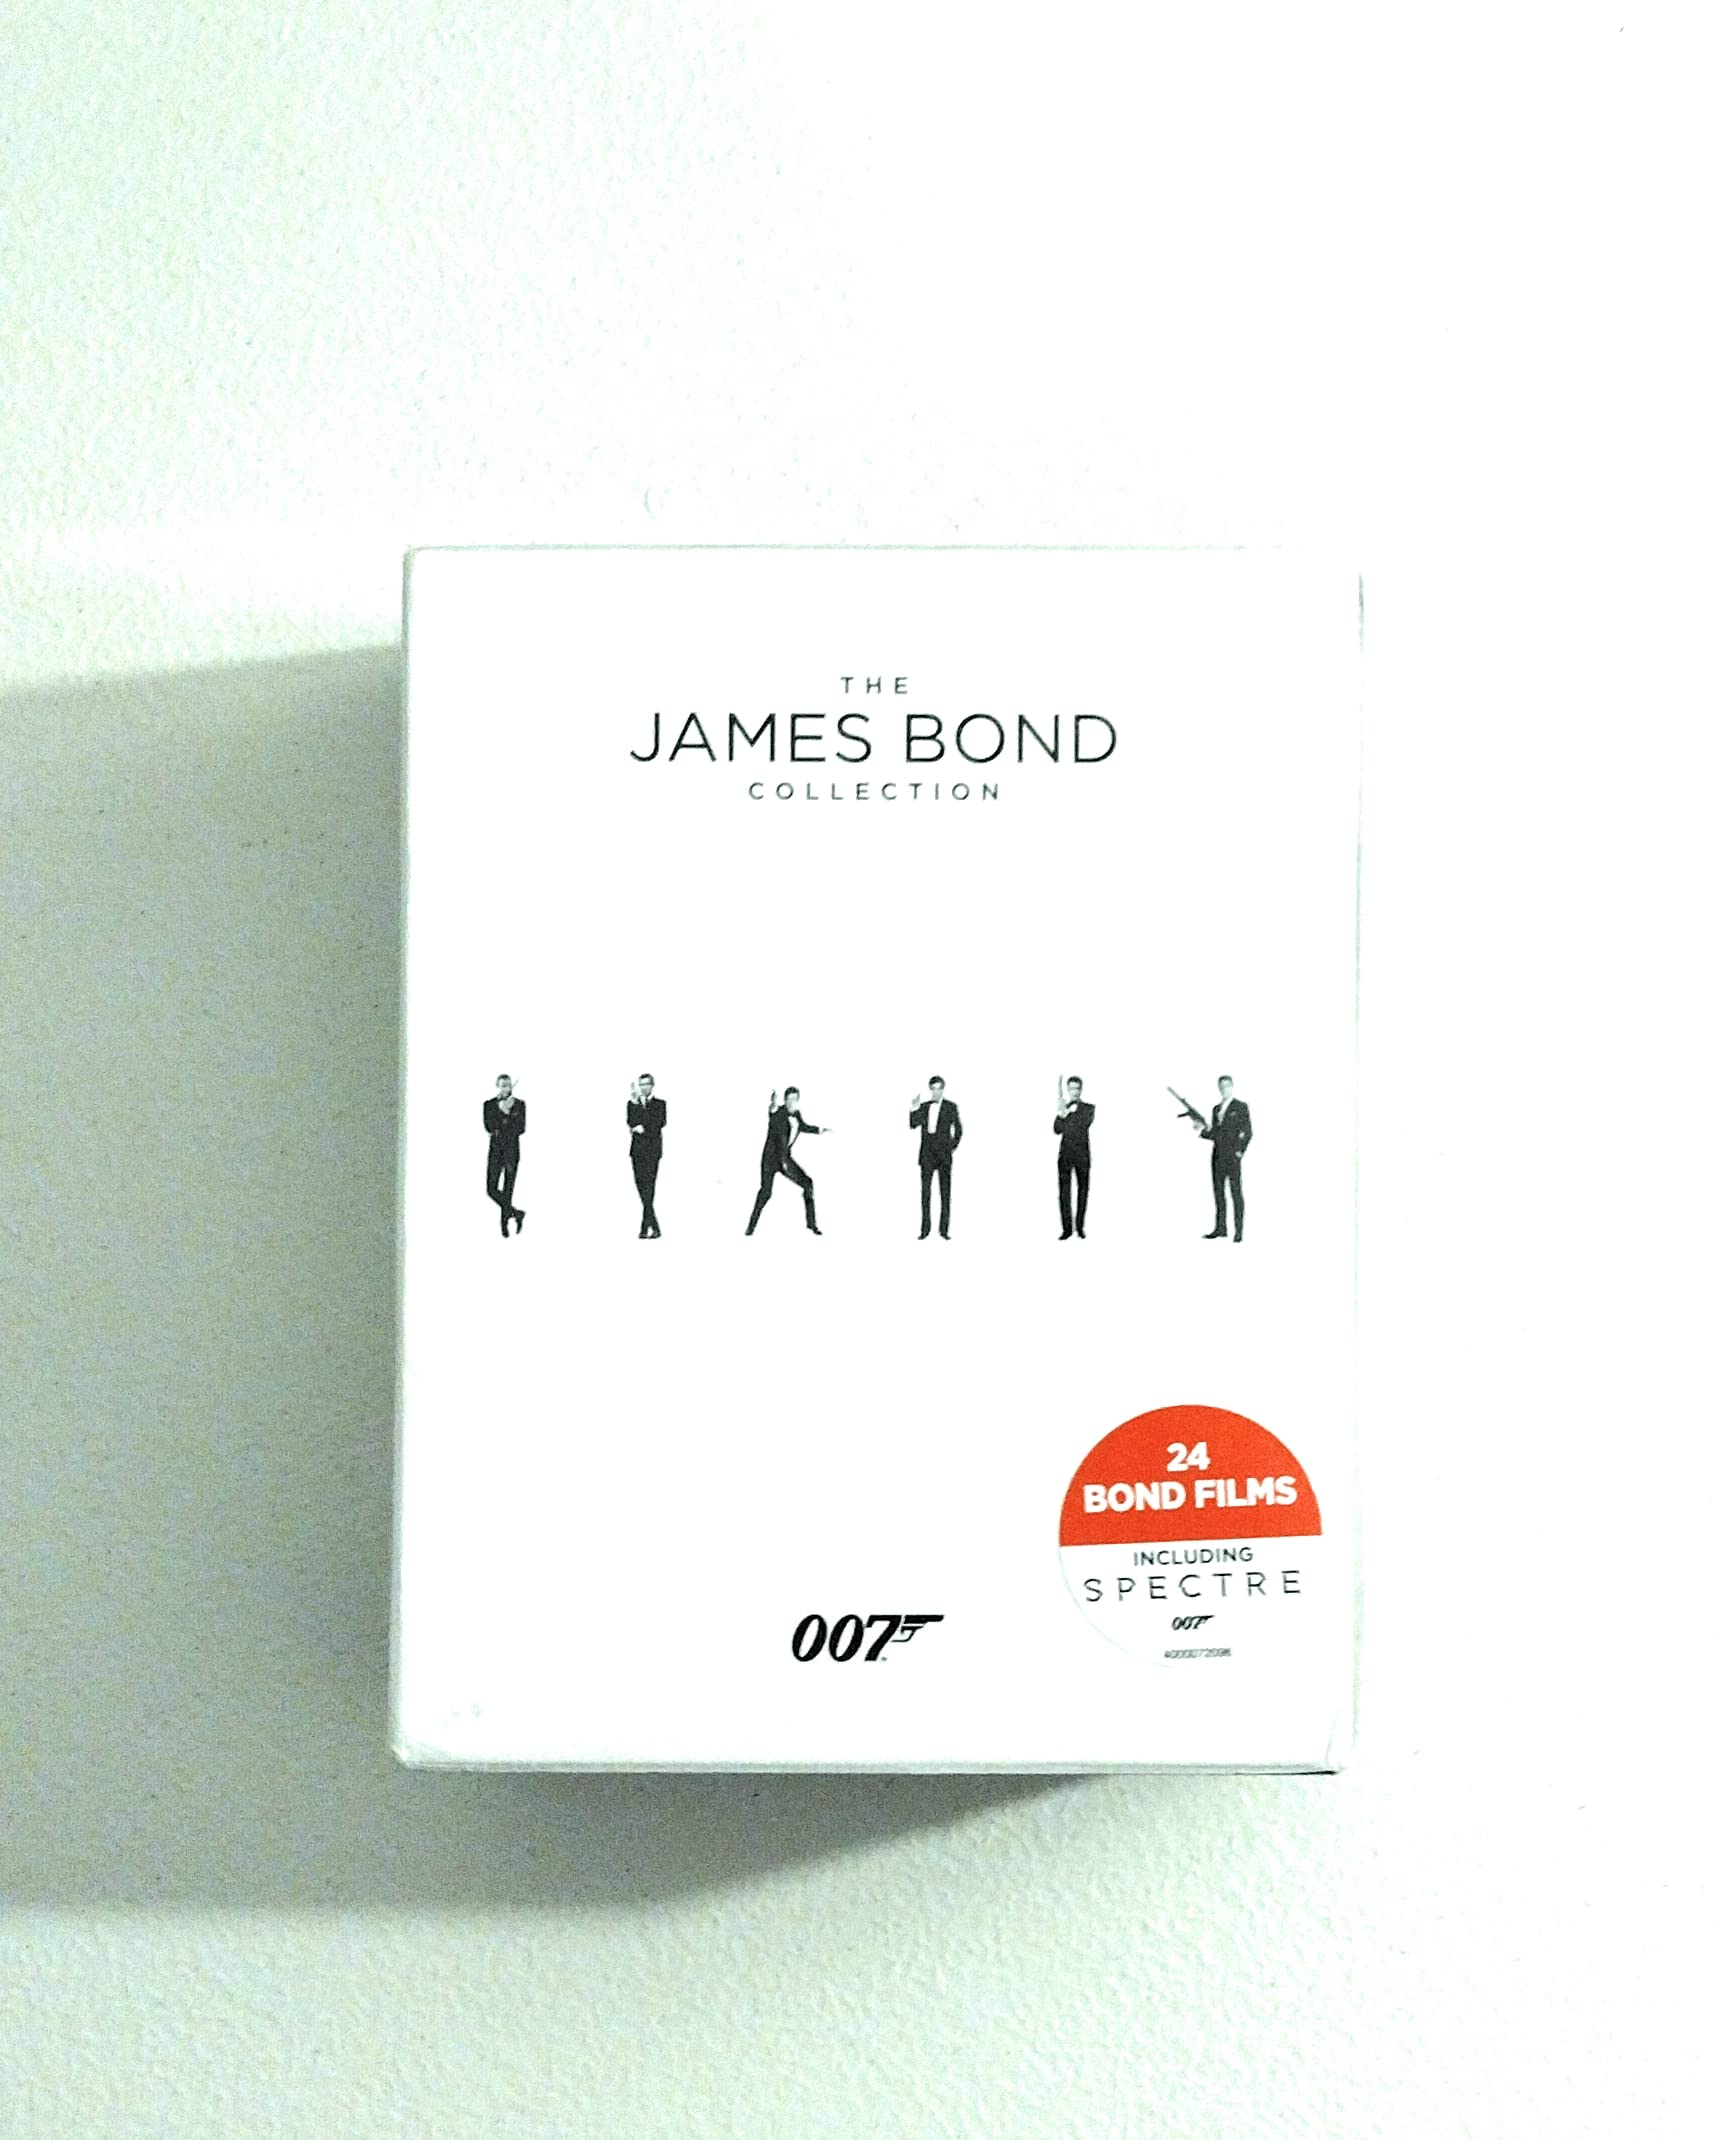 THE
JAMES BOND
COLLECTION
24
BOND FILMS
INCLUDING
SPECTRE
007
007